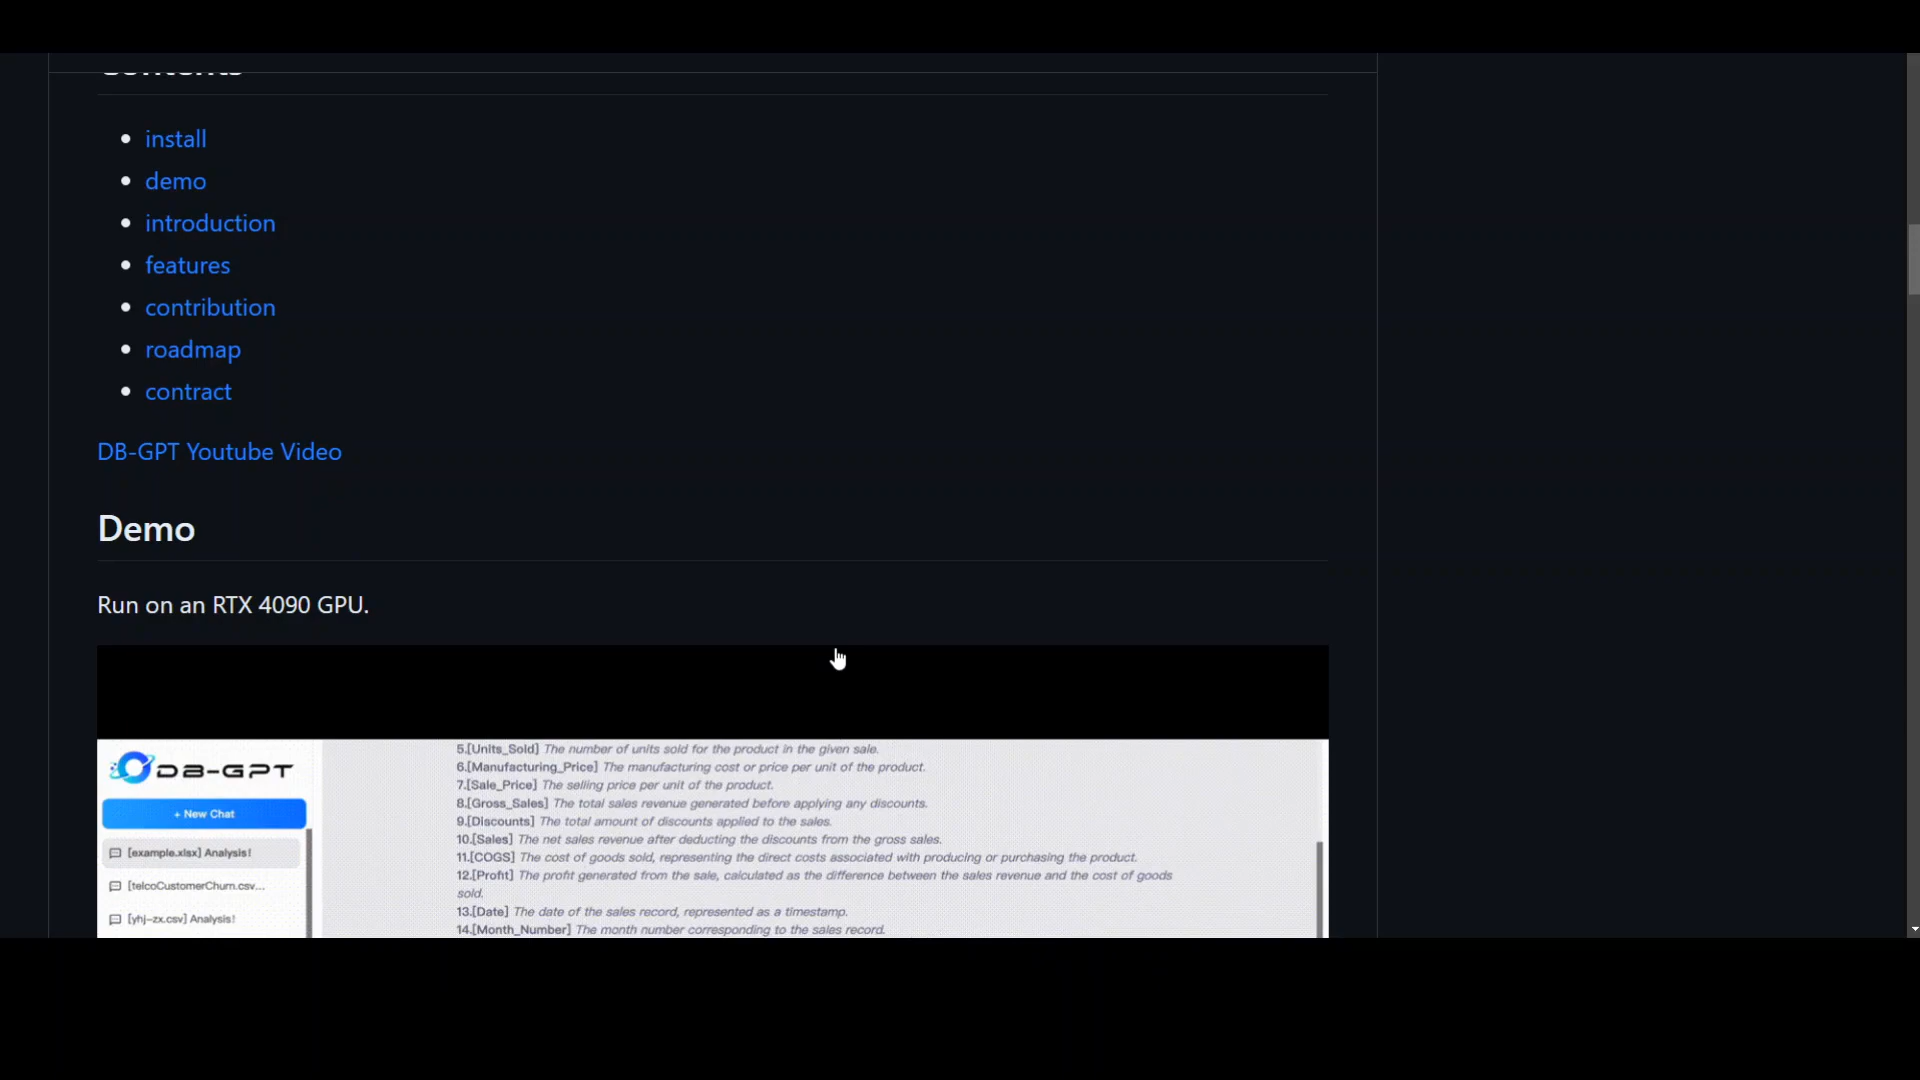 Contents
install
demo
introduction
features
contribution
roadmap
contract
DB-GPT Youtube Video
Demo
Run on an RTX 4090 GPU.
DB-GPT
+ New Chat
[example.xlsx] Analysis!
[telcoCustomerChurn.csv...
[yhj-zx.csv] Analysis!
5.[Units_Sold] The number of units sold for the product in the given sale.
6.[Manufacturing_Price] The manufacturing cost or price per unit of the product.
7.[Sale_Price] The selling price per unit of the product.
8.[Gross_Sales] The total sales revenue generated before applying any discounts.
9.[Discounts] The total amount of discounts applied to the sales.
10.[Sales] The net sales revenue after deducting the discounts from the gross sales.
11.[COGS] The cost of goods sold, representing the direct costs associated with producing or purchasing the product.
12.[Profit] The profit generated from the sale, calculated as the difference between the sales revenue and the cost of goods
sold.
13.[Date] The date of the sales record, represented as a timestamp.
14.[Month_Number] The month number corresponding to the sales record.